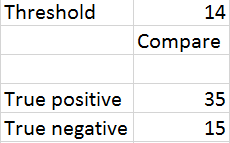 Threshold 14
Compare
True positive 35
True negative 15